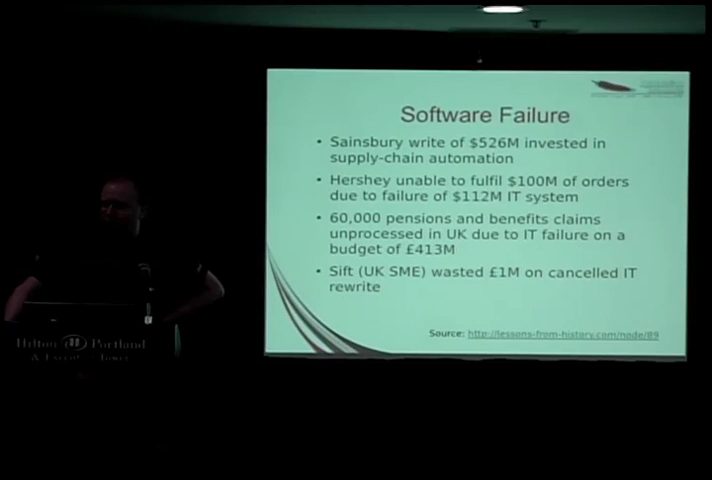 Software Failure
• Sainsbury write of $526M invested in
supply-chain automation
• Hershey unable to fulfil $100M of orders
due to failure of $112M IT system
• 60,000 pensions and benefits claims
unprocessed in UK due to IT failure on a
budget of £413M
• Sift (UK SME) wasted £1M on cancelled IT
rewrite
Source: http://lessons-from-history.com/node/89
Hilton Portland
& Executive Tower